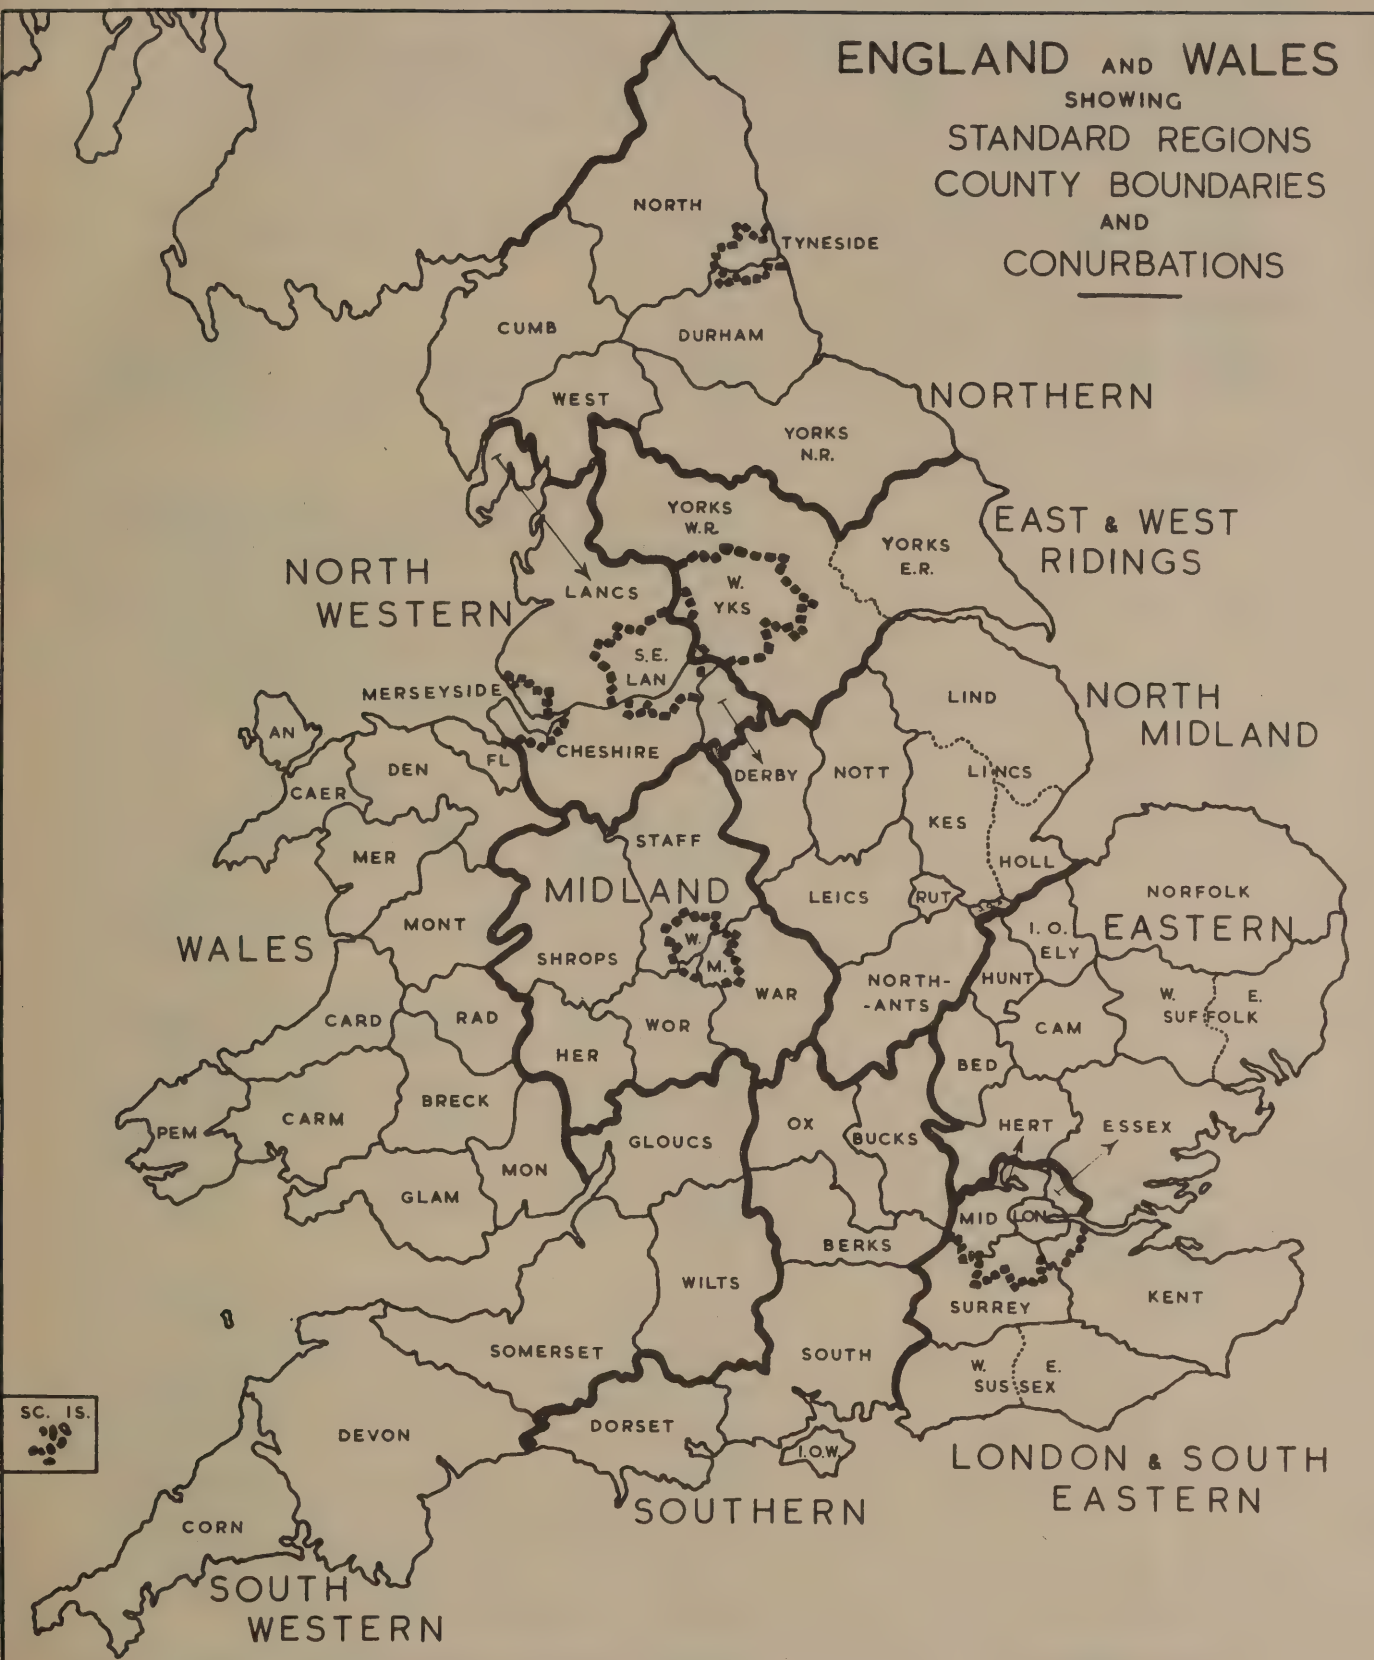 ENGLAND AND WALES
SHOWING
STANDARD REGIONS
COUNTY BOUNDARIES
AND
CONURBATIONS
NORTH
TYNESIDE
CUMB
DURHAM
WEST
NORTHERN
YORKS
N.R.
YORKS
W.R.
EAST & WEST
RIDINGS
YORKS
E.R.
NORTH
WESTERN
LANCS
W.
YKS
S.E.
LAN
MERSEYSIDE
LIND
NORTH
MIDLAND
AN
FL
CHESHIRE
DEN
DERBY
NOTT
LINCS
CAER
KES
STAFF
MER
HOLL
MIDLAND
LEICS
RUT
NORFOLK
EASTERN
MONT
I.O.
ELY
WALES
W.
M.
SHROPS
WAR
NORTH-
-ANTS
HUNT
W. E.
SUFFOLK
CARD
RAD
WOR
CAM
HER
BED
BRECK
CARM
PEM
OX
BUCKS
HERT
ESSEX
GLOUCS
MON
GLAM
MID
LON
BERKS
WILTS
KENT
SURREY
SOMERSET
SOUTH
W. E.
SUSSEX
SC. IS.
DEVON
DORSET
I.O.W.
LONDON & SOUTH
EASTERN
SOUTHERN
CORN
SOUTH
WESTERN